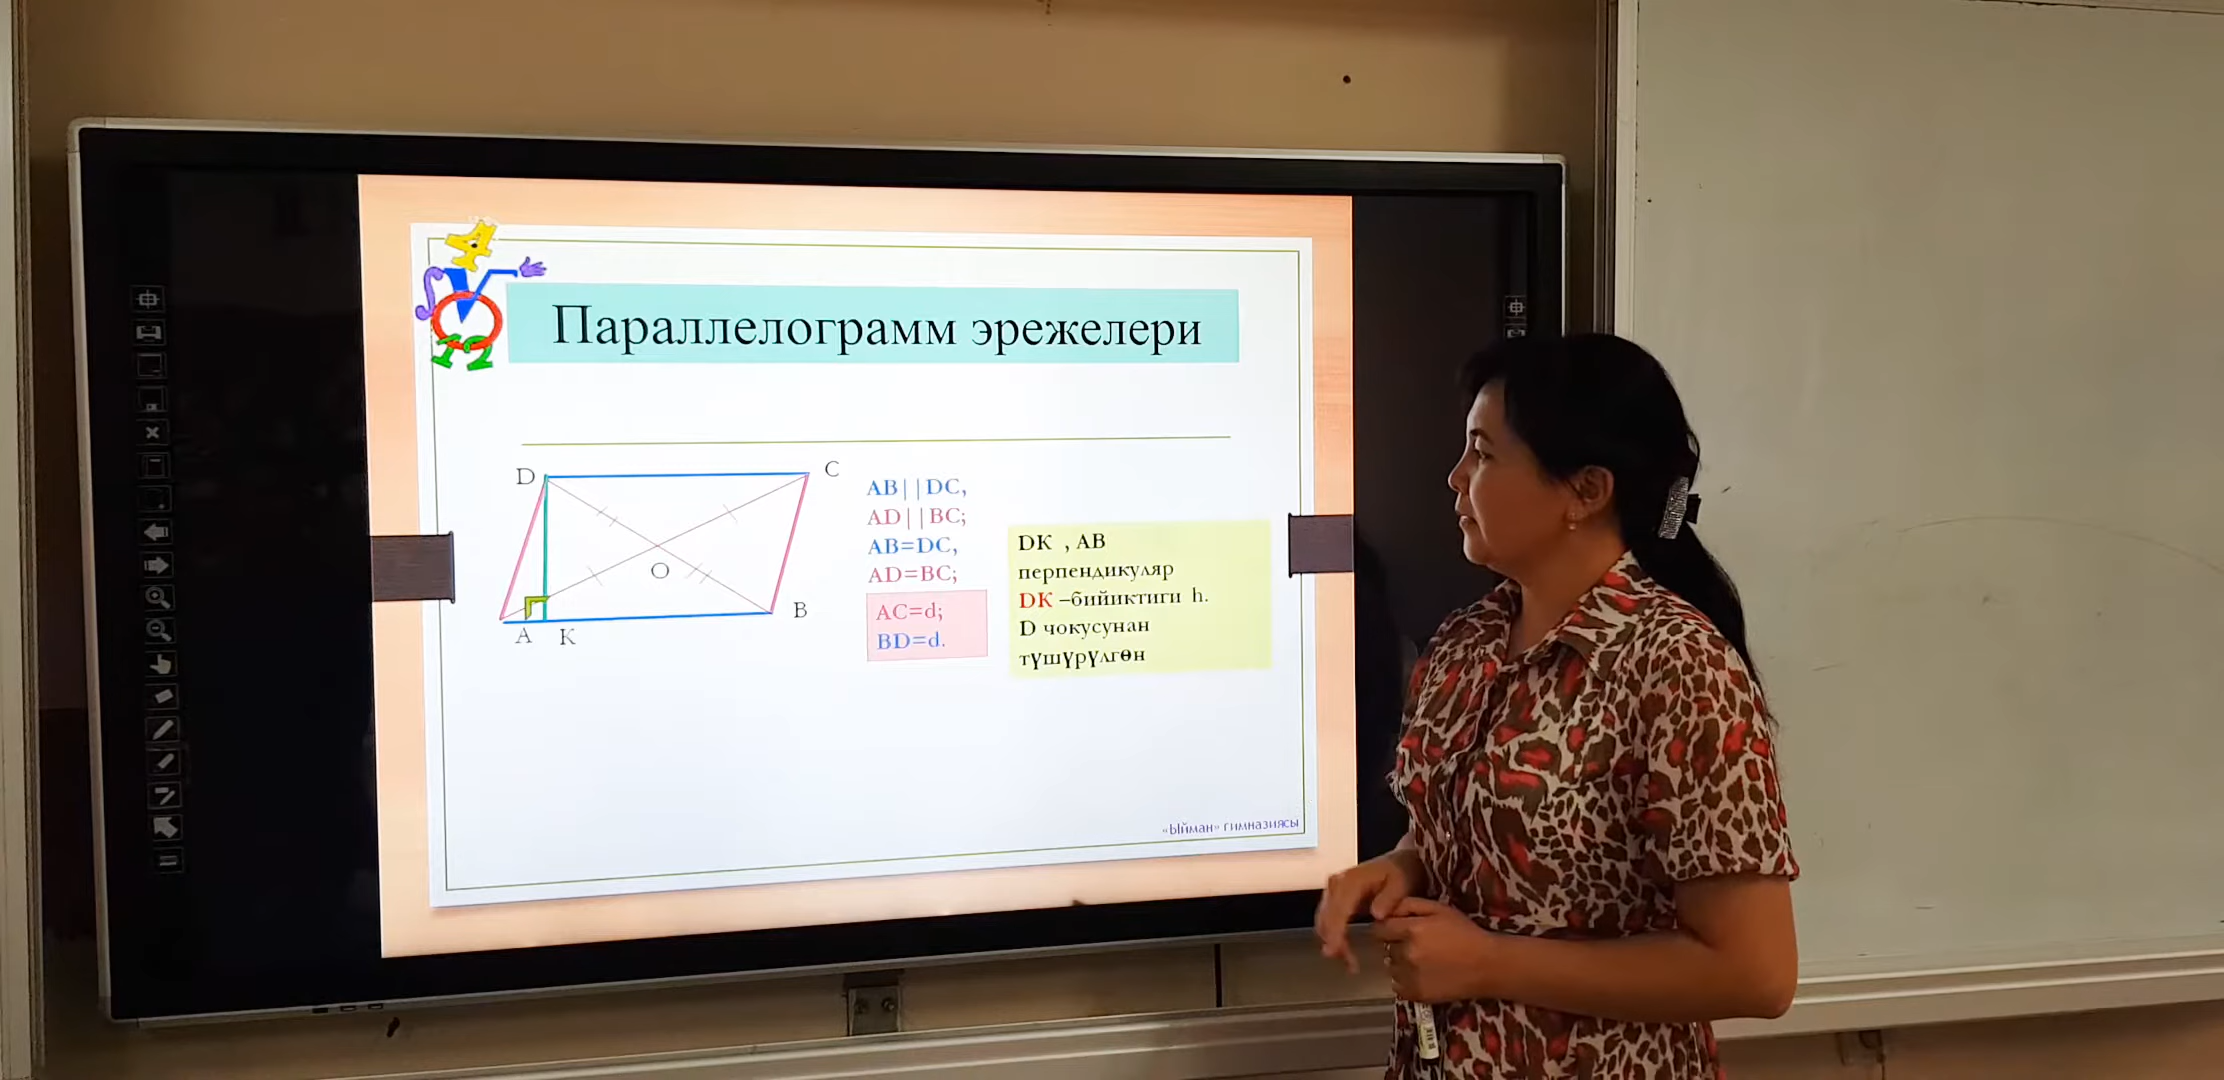 Параллелограмм эрежелери
D
C
O
A
K
B
AB||DC,
AD||BC;
AB=DC,
AD=BC;
AC=d;
BD=d.
DK , AB
перпендикуляр
DK –бийиктиги h.
D чокусунан
түшүрүлгөн
«Ыйман» гимназиясы